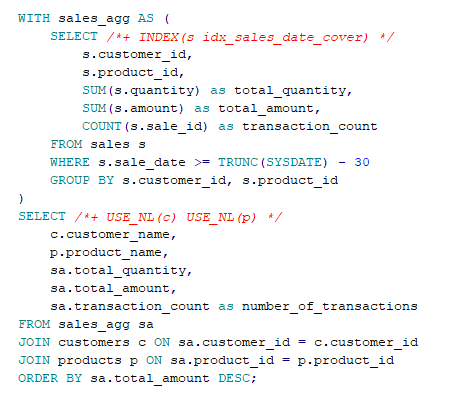 WITH sales_agg AS (
    SELECT /*+ INDEX(s idx_sales_date_cover) */
        s.customer_id,
        s.product_id,
        SUM(s.quantity) as total_quantity,
        SUM(s.amount) as total_amount,
        COUNT(s.sale_id) as transaction_count
    FROM sales s
    WHERE s.sale_date >= TRUNC(SYSDATE) - 30
    GROUP BY s.customer_id, s.product_id
)
SELECT /*+ USE_NL(c) USE_NL(p) */
    c.customer_name,
    p.product_name,
    sa.total_quantity,
    sa.total_amount,
    sa.transaction_count as number_of_transactions
FROM sales_agg sa
JOIN customers c ON sa.customer_id = c.customer_id
JOIN products p ON sa.product_id = p.product_id
ORDER BY sa.total_amount DESC;